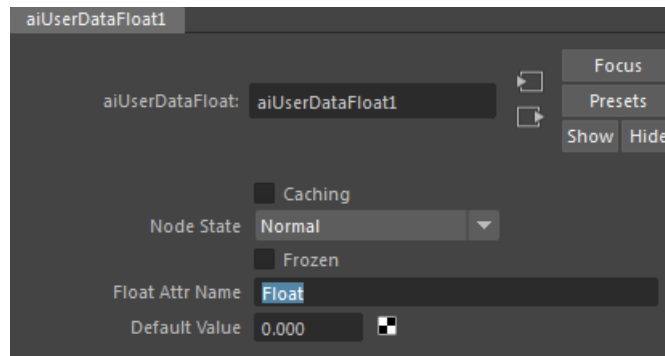 aiUserDataFloat1
Focus
aiUserDataFloat: aiUserDataFloat1
Presets
Show Hide
Caching
Node State Normal
Frozen
Float Attr Name Float
Default Value 0.000